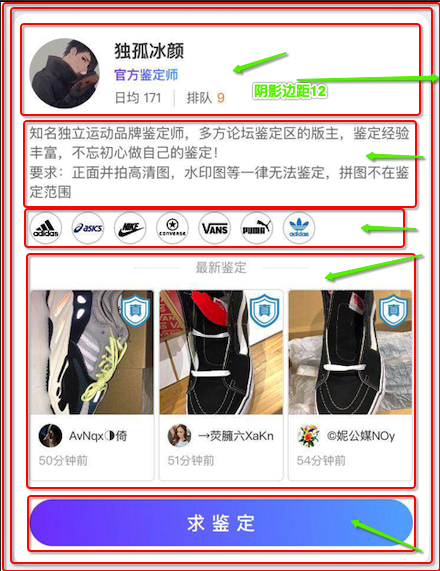 独孤冰颜
官方鉴定师
日均 171 | 排队 9
阴影边距12
知名独立运动品牌鉴定师，多方论坛鉴定区的版主，鉴定经验
丰富，不忘初心做自己的鉴定！
要求：正面并拍高清图，水印图等一律无法鉴定，拼图不在鉴
定范围
adidas asics NIKE CONVERSE VANS PUMA adidas
最新鉴定
真 真 真
AvNqx◑倚 →荧臃六XaKn ©妮公媒NOy
50分钟前 51分钟前 54分钟前
求鉴定